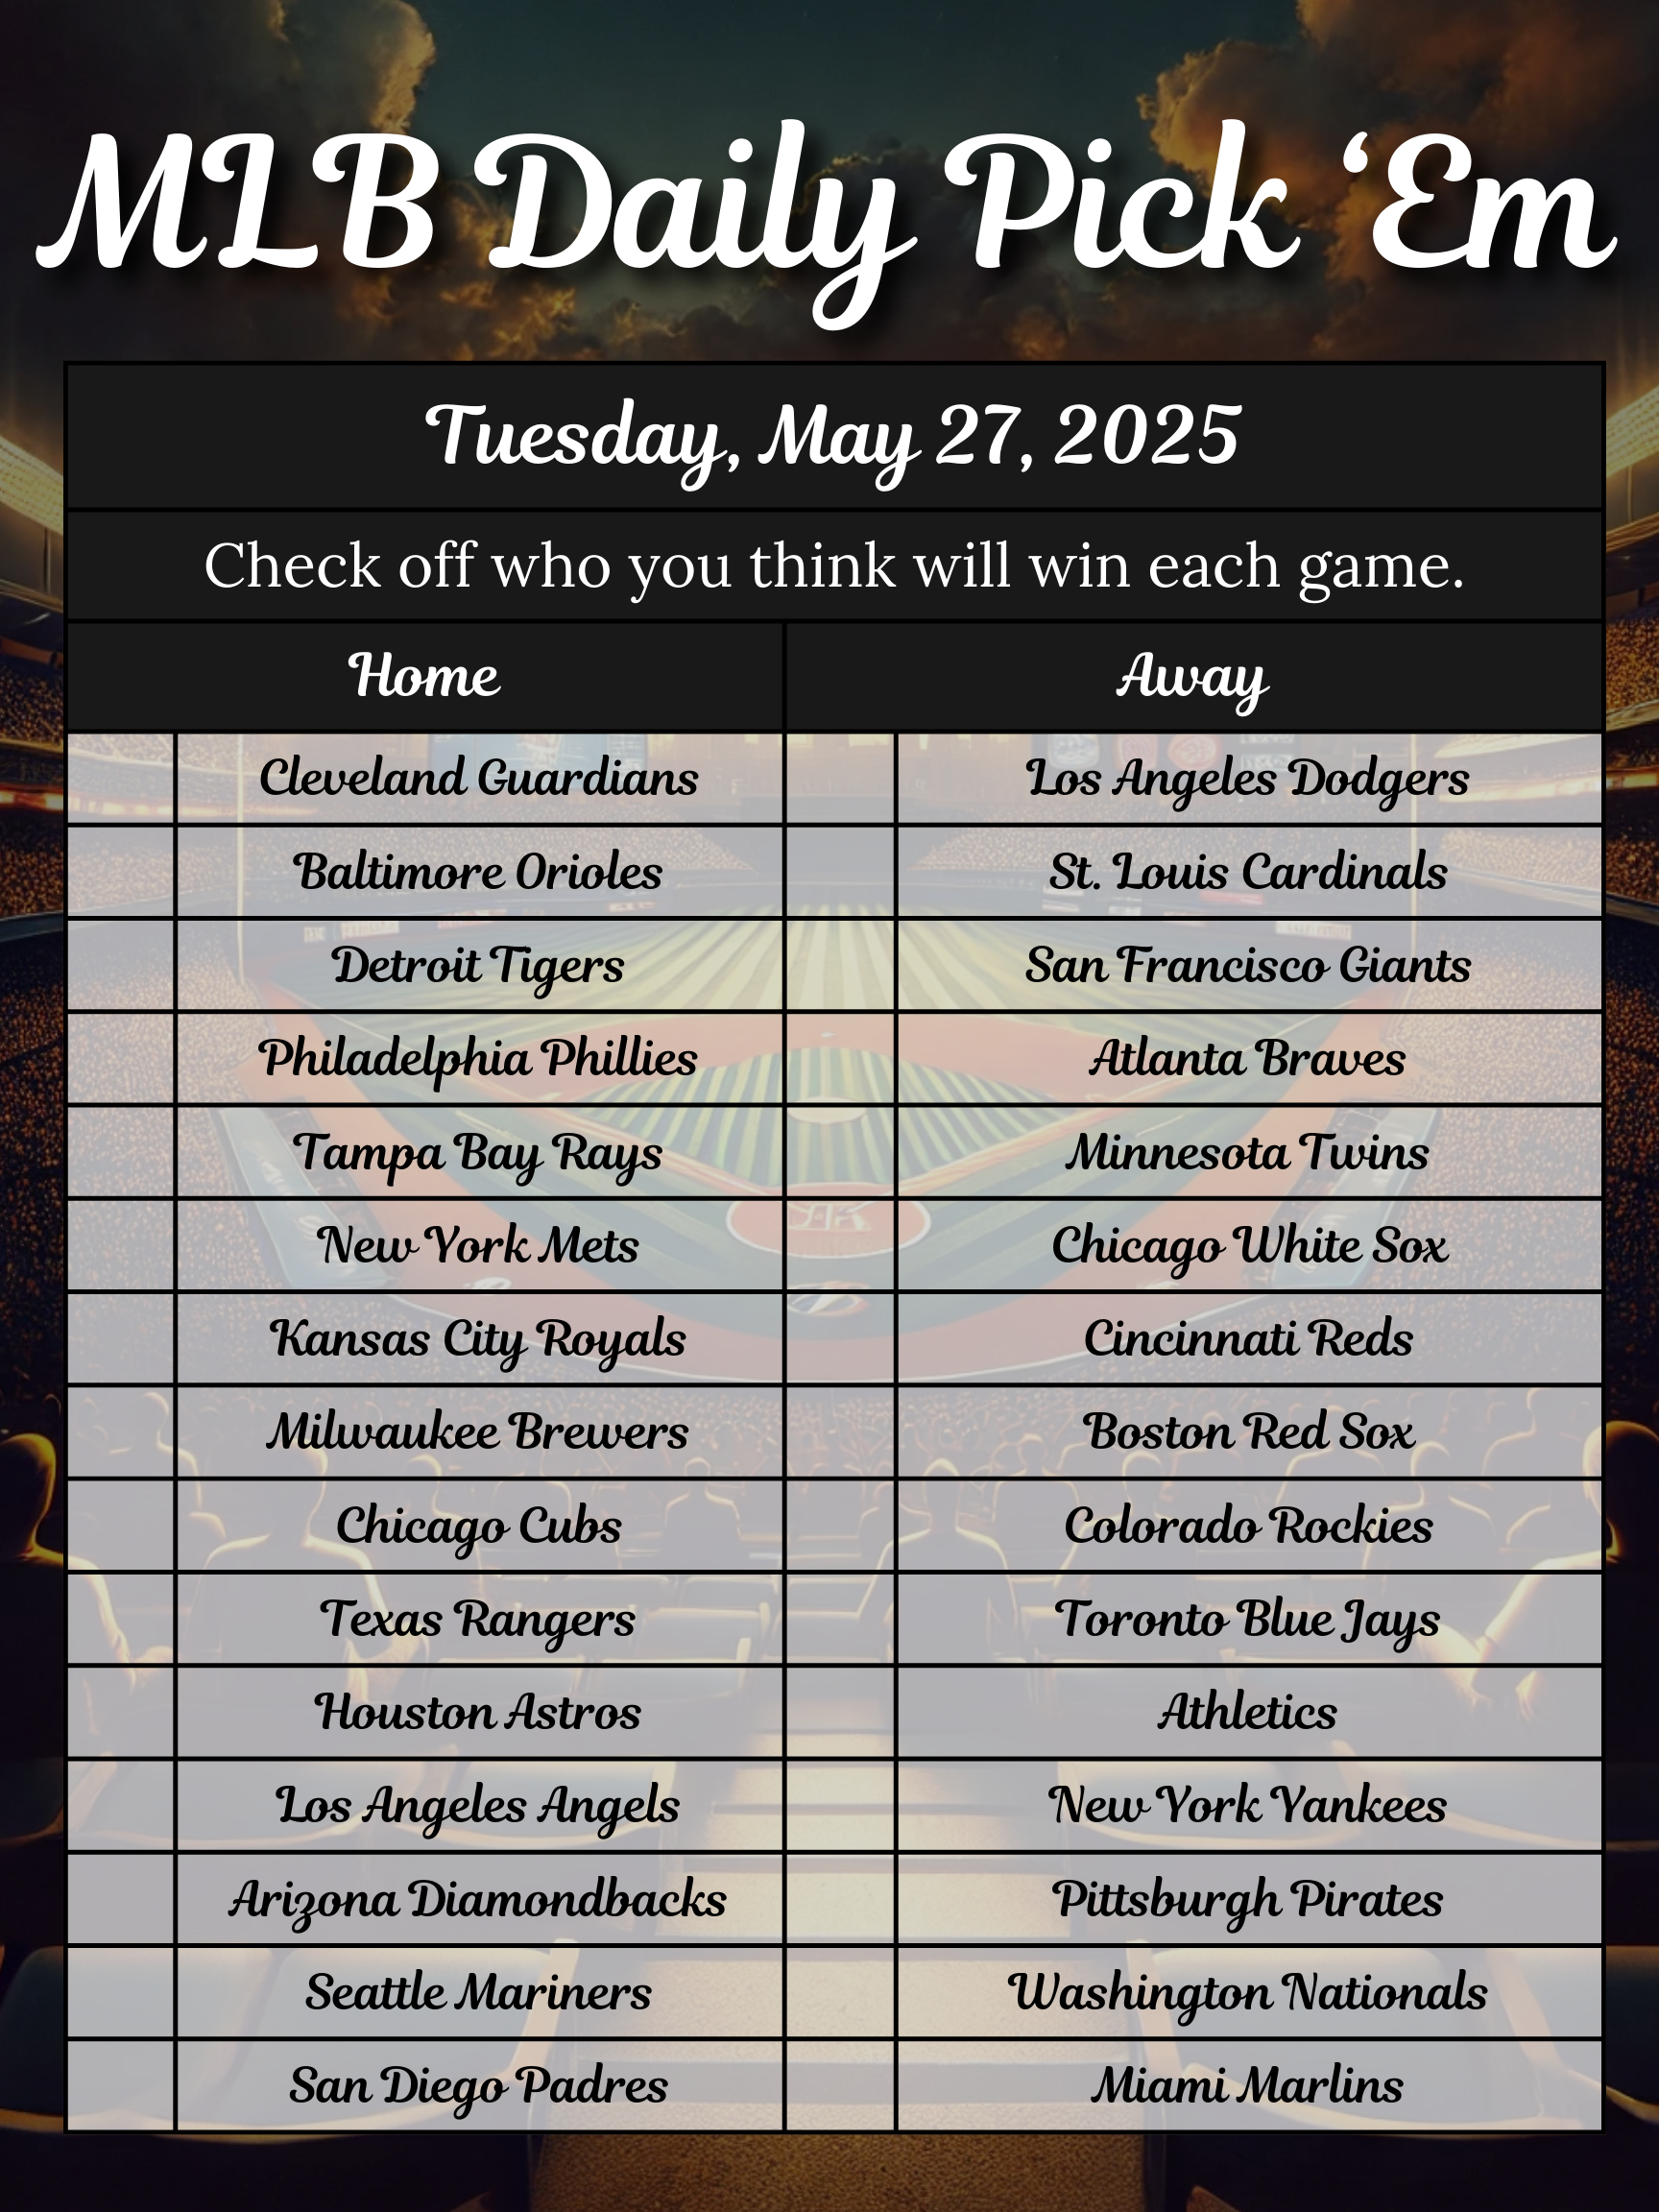 MLB Daily Pick ‘Em
Tuesday, May 27, 2025
Check off who you think will win each game.
Home Away
Cleveland Guardians Los Angeles Dodgers
Baltimore Orioles St. Louis Cardinals
Detroit Tigers San Francisco Giants
Philadelphia Phillies Atlanta Braves
Tampa Bay Rays Minnesota Twins
New York Mets Chicago White Sox
Kansas City Royals Cincinnati Reds
Milwaukee Brewers Boston Red Sox
Chicago Cubs Colorado Rockies
Texas Rangers Toronto Blue Jays
Houston Astros Athletics
Los Angeles Angels New York Yankees
Arizona Diamondbacks Pittsburgh Pirates
Seattle Mariners Washington Nationals
San Diego Padres Miami Marlins